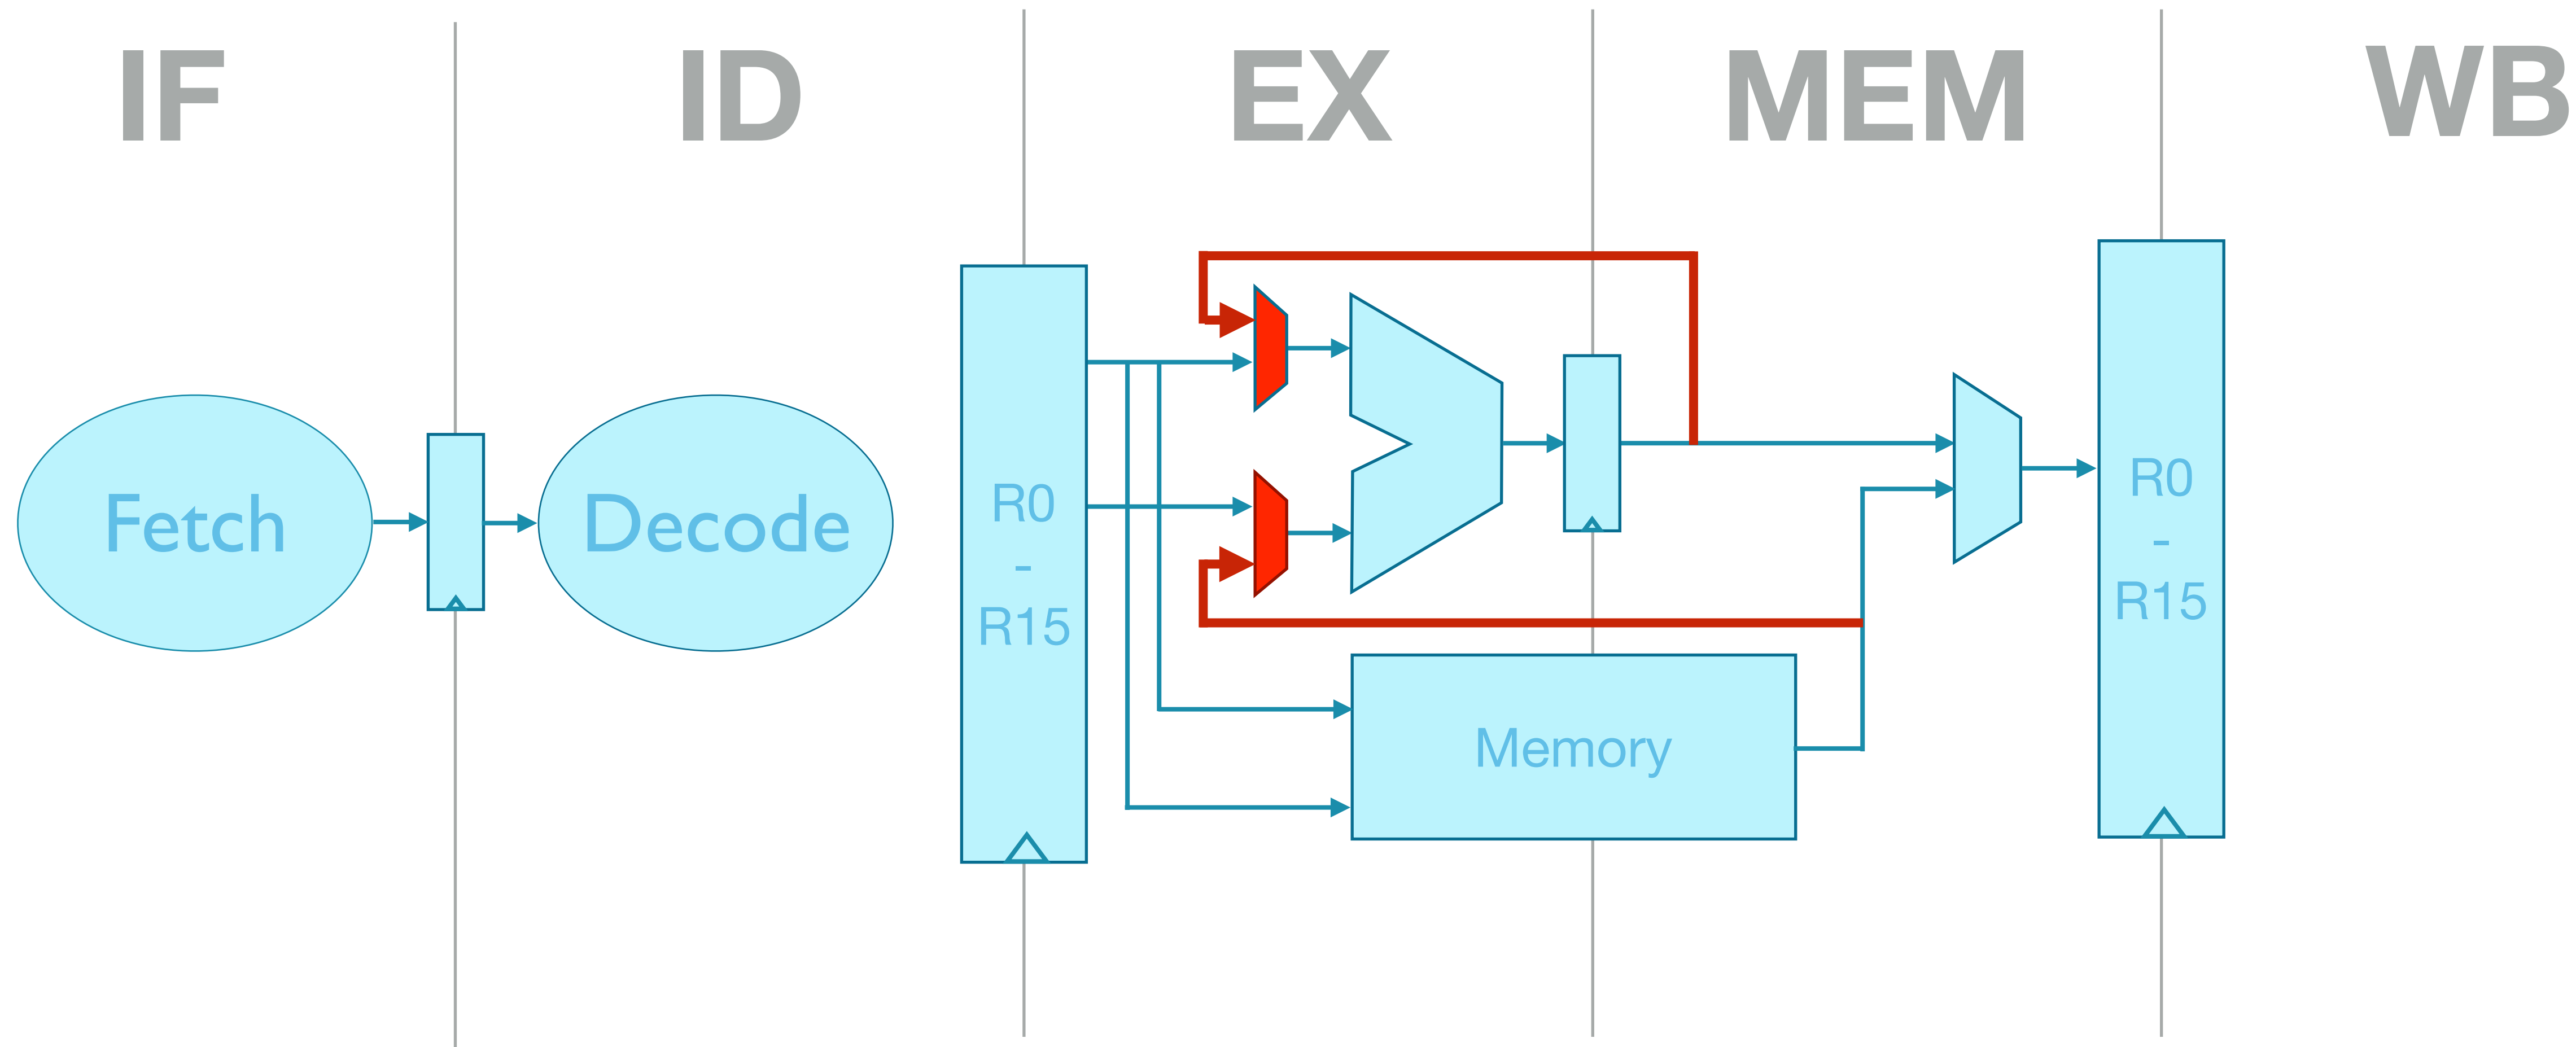 IF
ID
EX
MEM
WB
Fetch
Decode
R0
-
R15
Memory
R0
-
R15